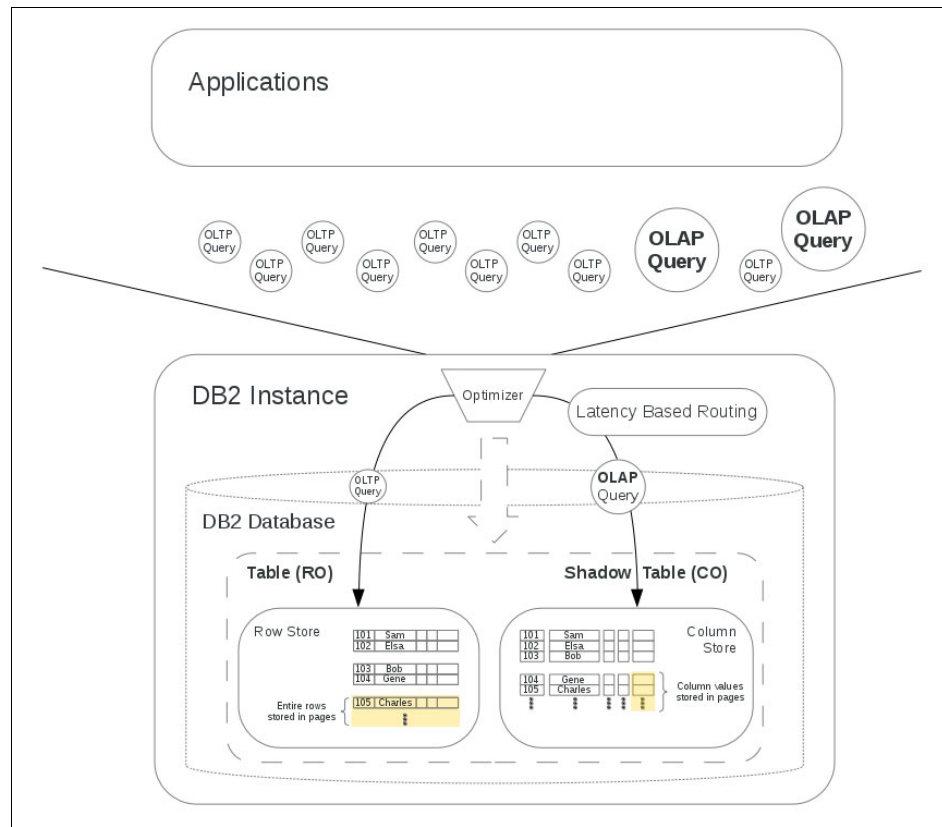 Applications
OLTP
Query
OLTP
Query
OLTP
Query
OLTP
Query
OLTP
Query
OLTP
Query
OLTP
Query
OLTP
Query
OLAP
Query
OLTP
Query
OLAP
Query
DB2 Instance
Optimizer
Latency Based Routing
OLTP
Query
OLAP
Query
DB2 Database
Table (RO)
Shadow Table (CO)
Row Store
101 Sam
102 Elsa
103 Bob
104 Gene
105 Charles
Entire rows
stored in pages
Column
Store
101 Sam
102 Elsa
103 Bob
104 Gene
105 Charles
Column values
stored in pages